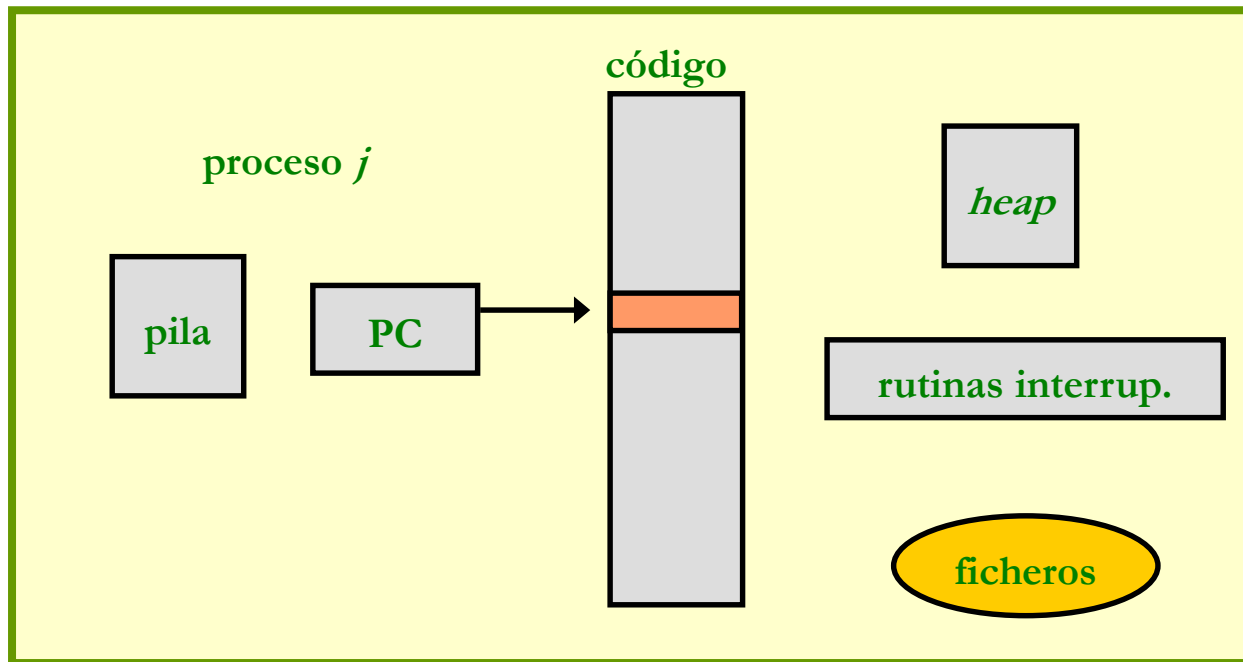 código
proceso j
heap
pila
PC
rutinas interrup.
ficheros